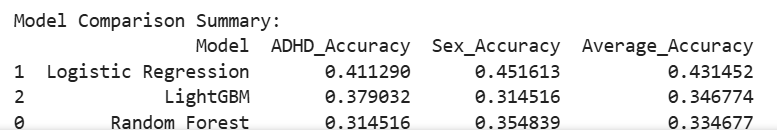 Model Comparison Summary:
Model ADHD_Accuracy Sex_Accuracy Average_Accuracy
1 Logistic Regression 0.411290 0.451613 0.431452
2 LightGBM 0.379032 0.314516 0.346774
0 Random Forest 0.314516 0.354839 0.334677